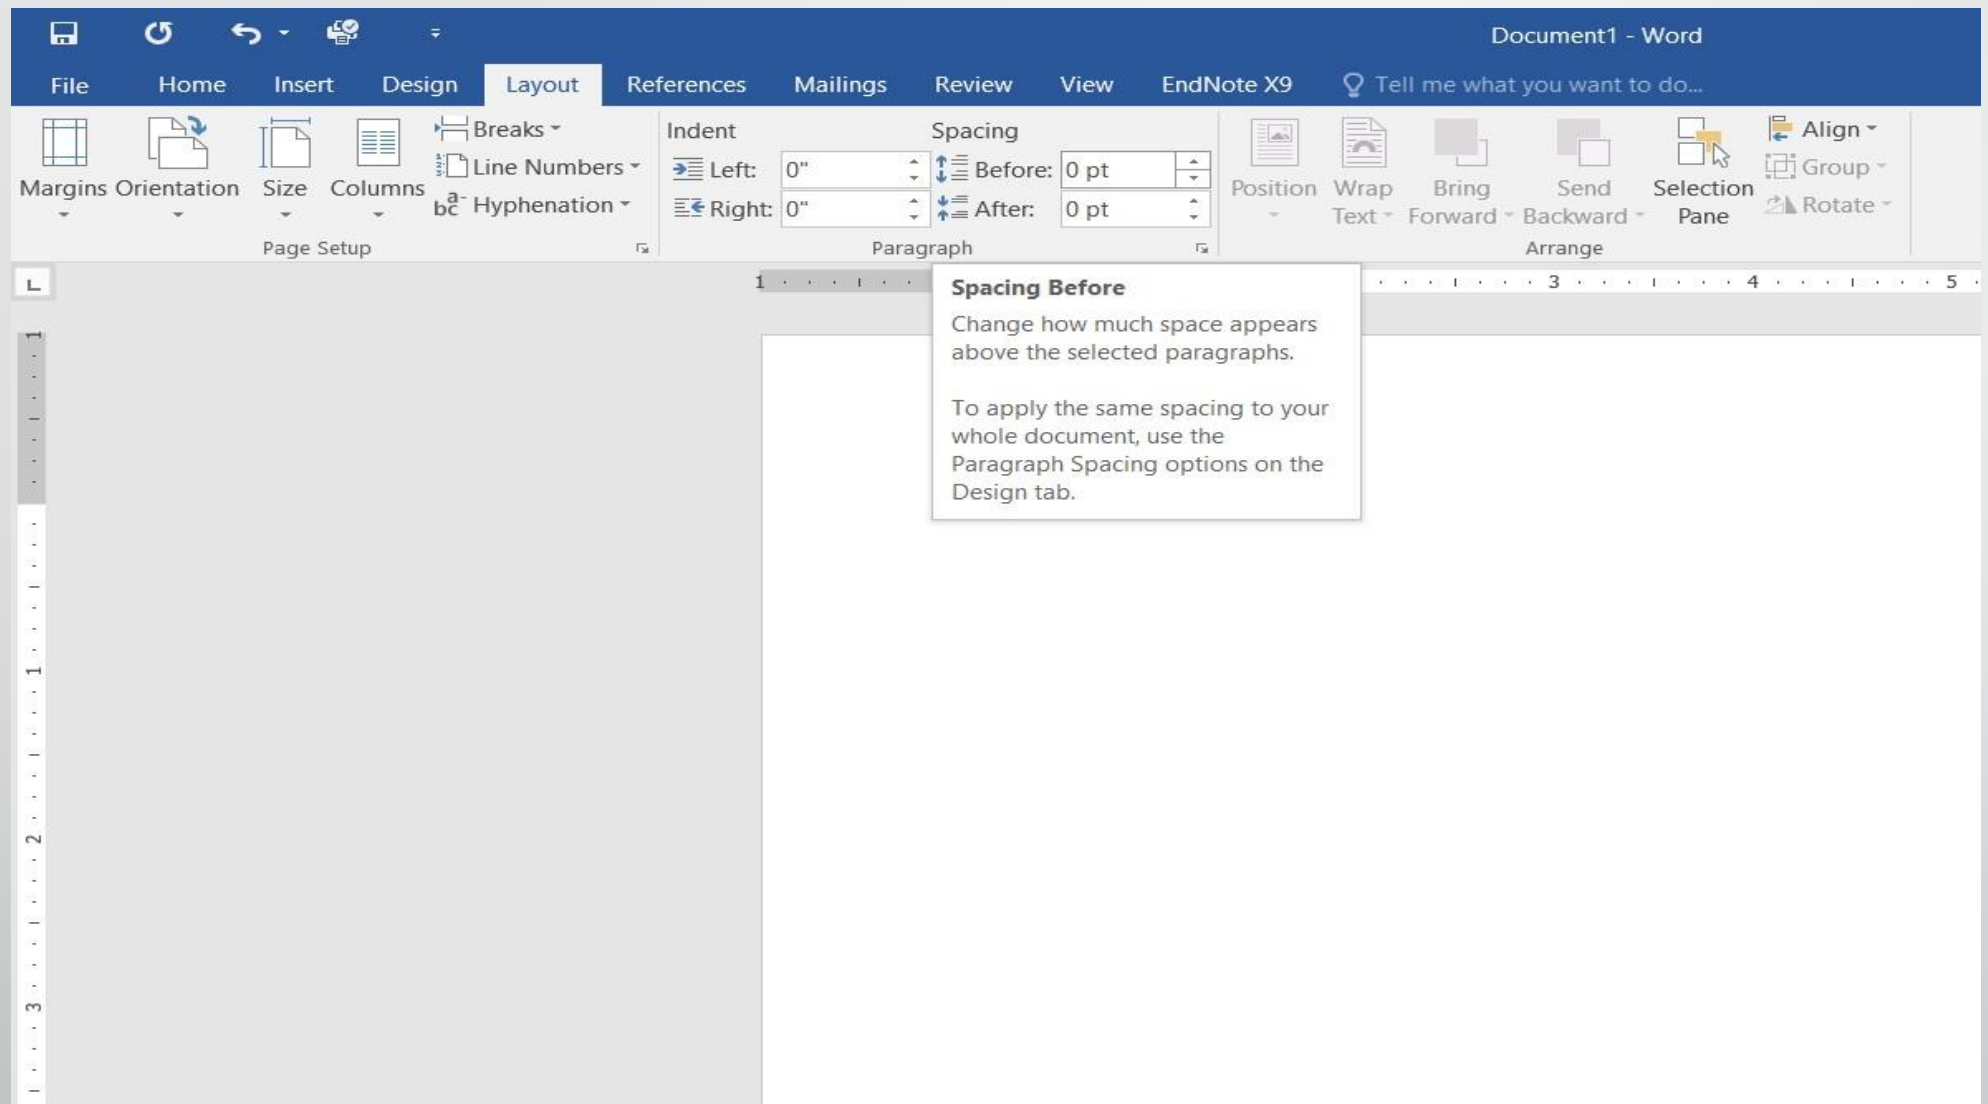 Document1 - Word
File Home Insert Design Layout References Mailings Review View EndNote X9 Tell me what you want to do...
Breaks Indent Spacing Align
Line Numbers Left: 0" Before: 0 pt Group
Margins Orientation Size Columns Position Wrap Text Bring Forward Send Backward Selection Pane
bc a- Hyphenation Right: 0" After: 0 pt Rotate
Page Setup Paragraph Arrange
L 1 3 4 5
Spacing Before
Change how much space appears
above the selected paragraphs.
To apply the same spacing to your
whole document, use the
Paragraph Spacing options on the
Design tab.
1
1
2
3